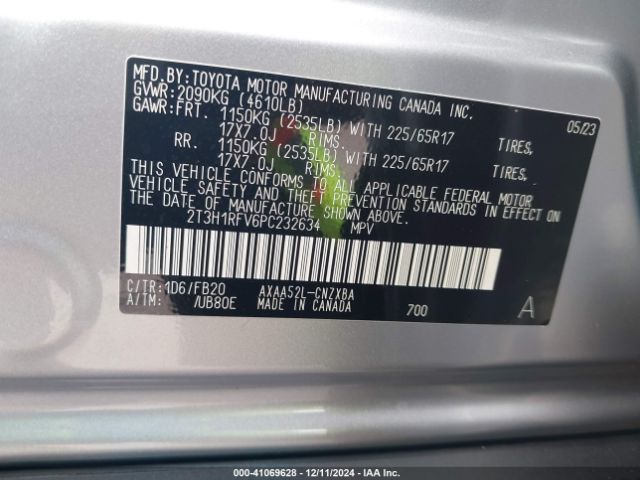 MFD.BY:TOYOTA MOTOR MANUFACTURING CANADA INC.
GVWR:2090KG (4610LB) 05/23
GAWR:FRT. 1150KG (2535LB) WITH 225/65R17 TIRES,
17X7.0J RIMS.
RR. 1150KG (2535LB) WITH 225/65R17 TIRES,
17X7.0J RIMS.
THIS VEHICLE CONFORMS TO ALL APPLICABLE FEDERAL MOTOR
VEHICLE SAFETY AND THEFT PREVENTION STANDARDS IN EFFECT ON
THE DATE OF MANUFACTURE SHOWN ABOVE.
2T3H1RFV6PC232634 MPV
C/TR:1D6/FB20 AXAA52L-CNZXBA
A/TM: /UB80E MADE IN CANADA 700 A
000-41069628 - 12/11/2024 - IAA Inc.